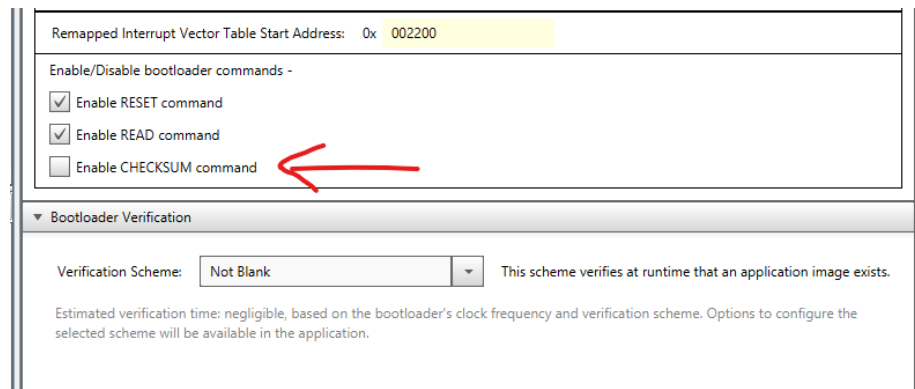 Remapped Interrupt Vector Table Start Address: 0x 002200
Enable/Disable bootloader commands -
Enable RESET command
Enable READ command
Enable CHECKSUM command
Bootloader Verification
Verification Scheme: Not Blank This scheme verifies at runtime that an application image exists.
Estimated verification time: negligible, based on the bootloader's clock frequency and verification scheme. Options to configure the
selected scheme will be available in the application.